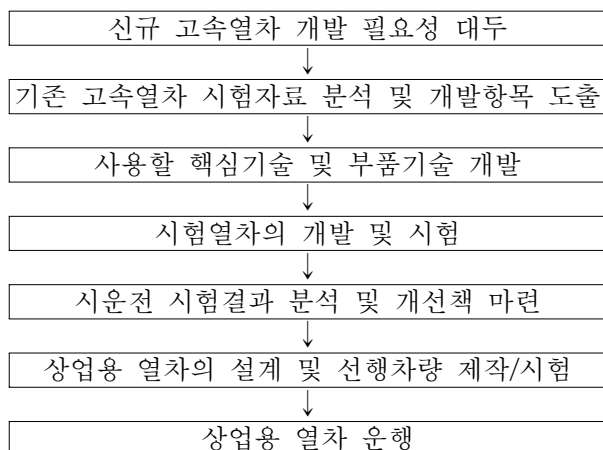 신규 고속열차 개발 필요성 대두
기존 고속열차 시험자료 분석 및 개발항목 도출
사용할 핵심기술 및 부품기술 개발
시험열차의 개발 및 시험
시운전 시험결과 분석 및 개선책 마련
상업용 열차의 설계 및 선행차량 제작/시험
상업용 열차 운행